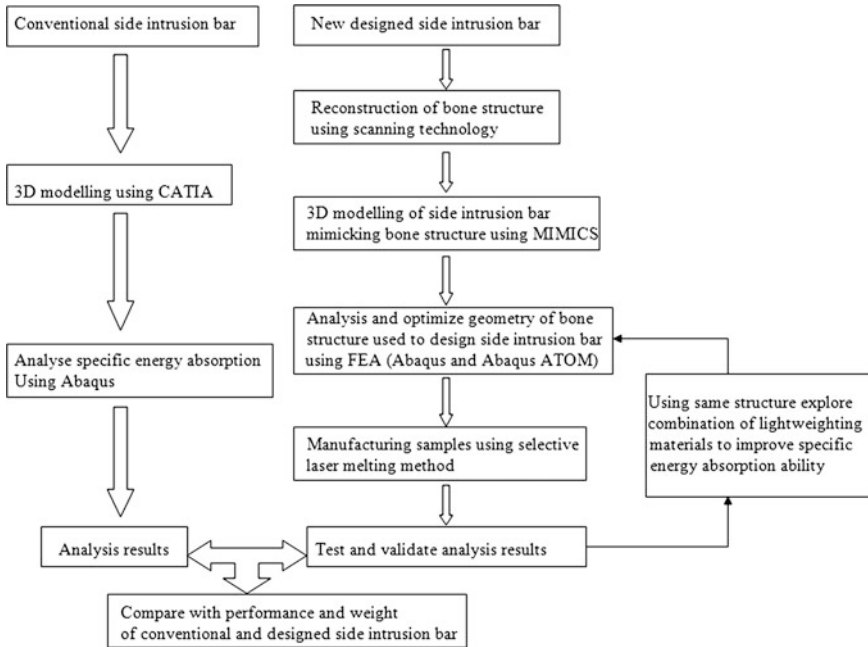 Conventional side intrusion bar
New designed side intrusion bar
Reconstruction of bone structure
using scanning technology
3D modelling using CATIA
3D modelling of side intrusion bar
mimicking bone structure using MIMICS
Analysis and optimize geometry of bone
structure used to design side intrusion bar
using FEA (Abaqus and Abaqus ATOM)
Analyse specific energy absorption
Using Abaqus
Using same structure explore
combination of lightweighting
materials to improve specific
energy absorption ability
Manufacturing samples using selective
laser melting method
Analysis results
Test and validate analysis results
Compare with performance and weight
of conventional and designed side intrusion bar